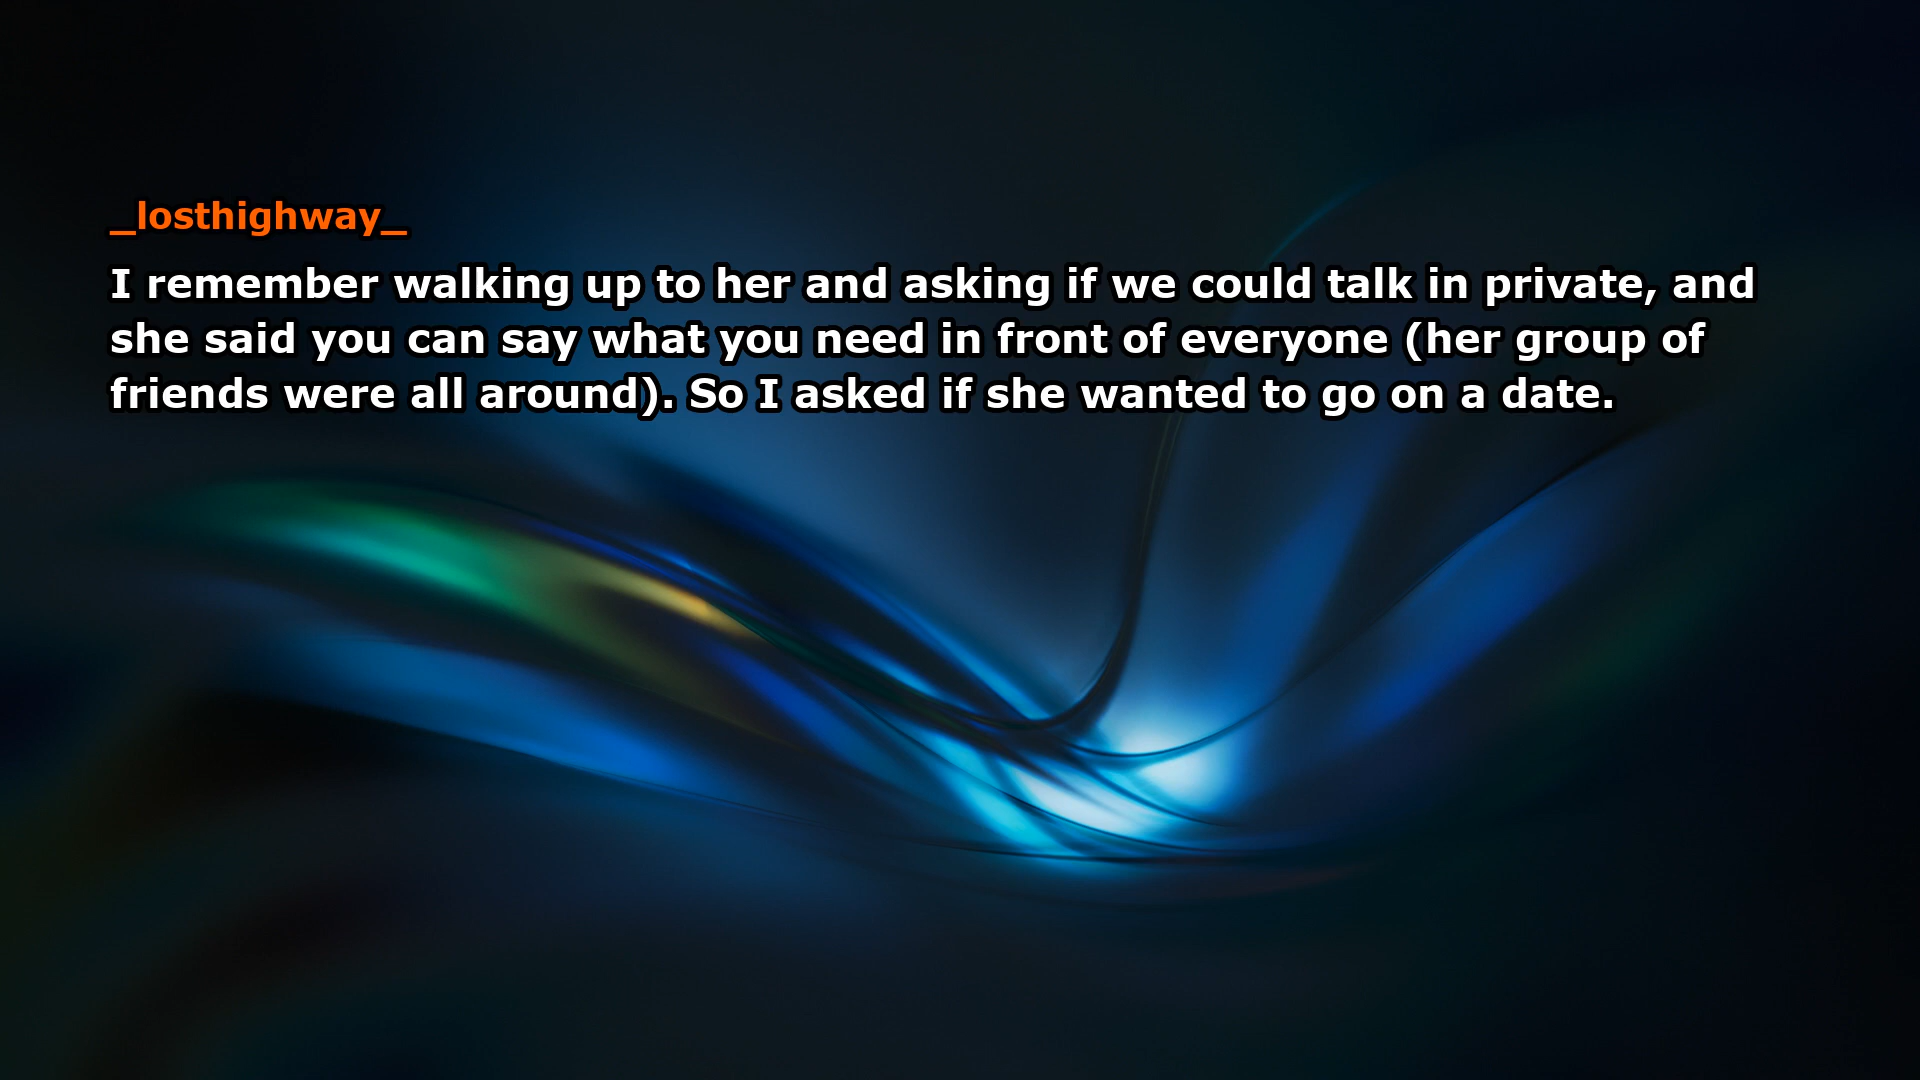 _losthighway_
I remember walking up to her and asking if we could talk in private, and
she said you can say what you need in front of everyone (her group of
friends were all around). So I asked if she wanted to go on a date.